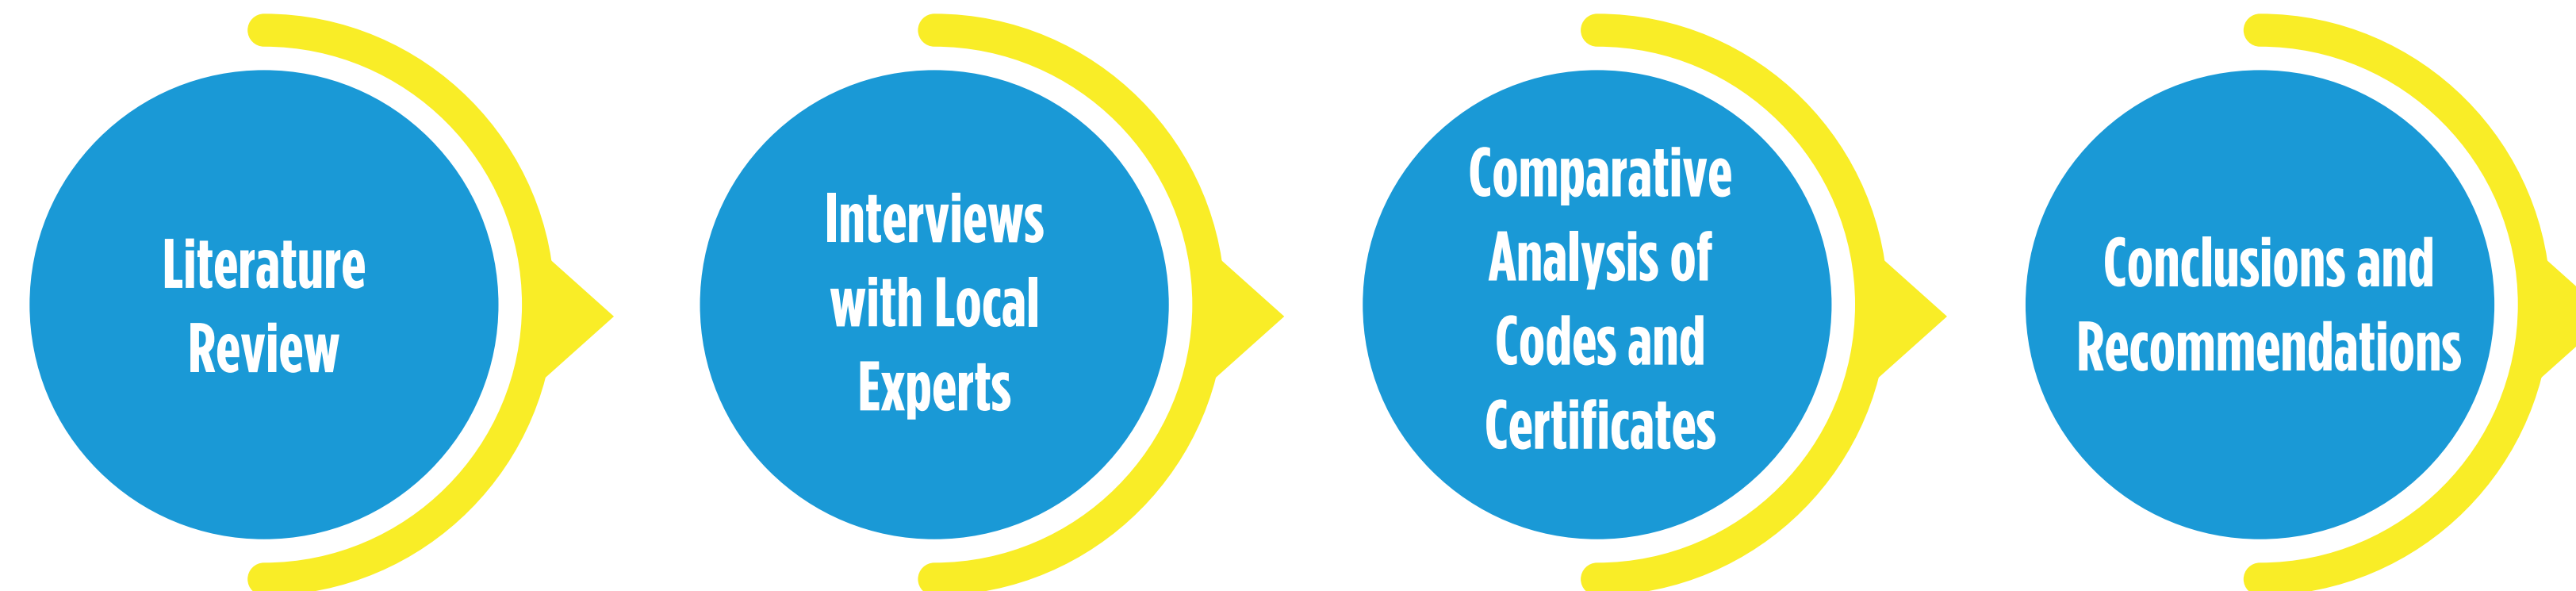 Literature
Review
Interviews
with Local
Experts
Comparative
Analysis of
Codes and
Certificates
Conclusions and
Recommendations